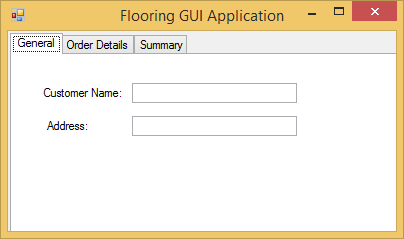 Flooring GUI Application
General Order Details Summary
Customer Name:
Address: